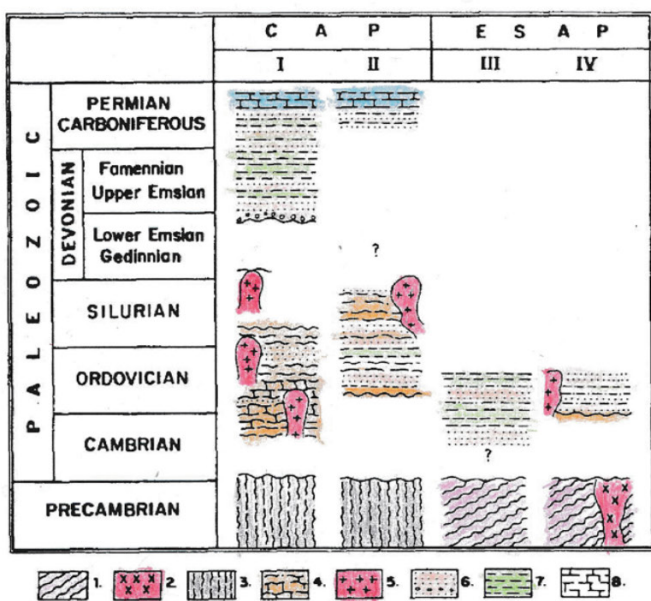 C A P E S A P
I II III IV
PALEOZOIC
PERMIAN
CARBONIFEROUS
DEVONIAN
Famennian
Upper Emsian
Lower Emsian
Gedinnian
?
SILURIAN
ORDOVICIAN
CAMBRIAN
?
PRECAMBRIAN
1. 2. 3. 4. 5. 6. 7. 8.